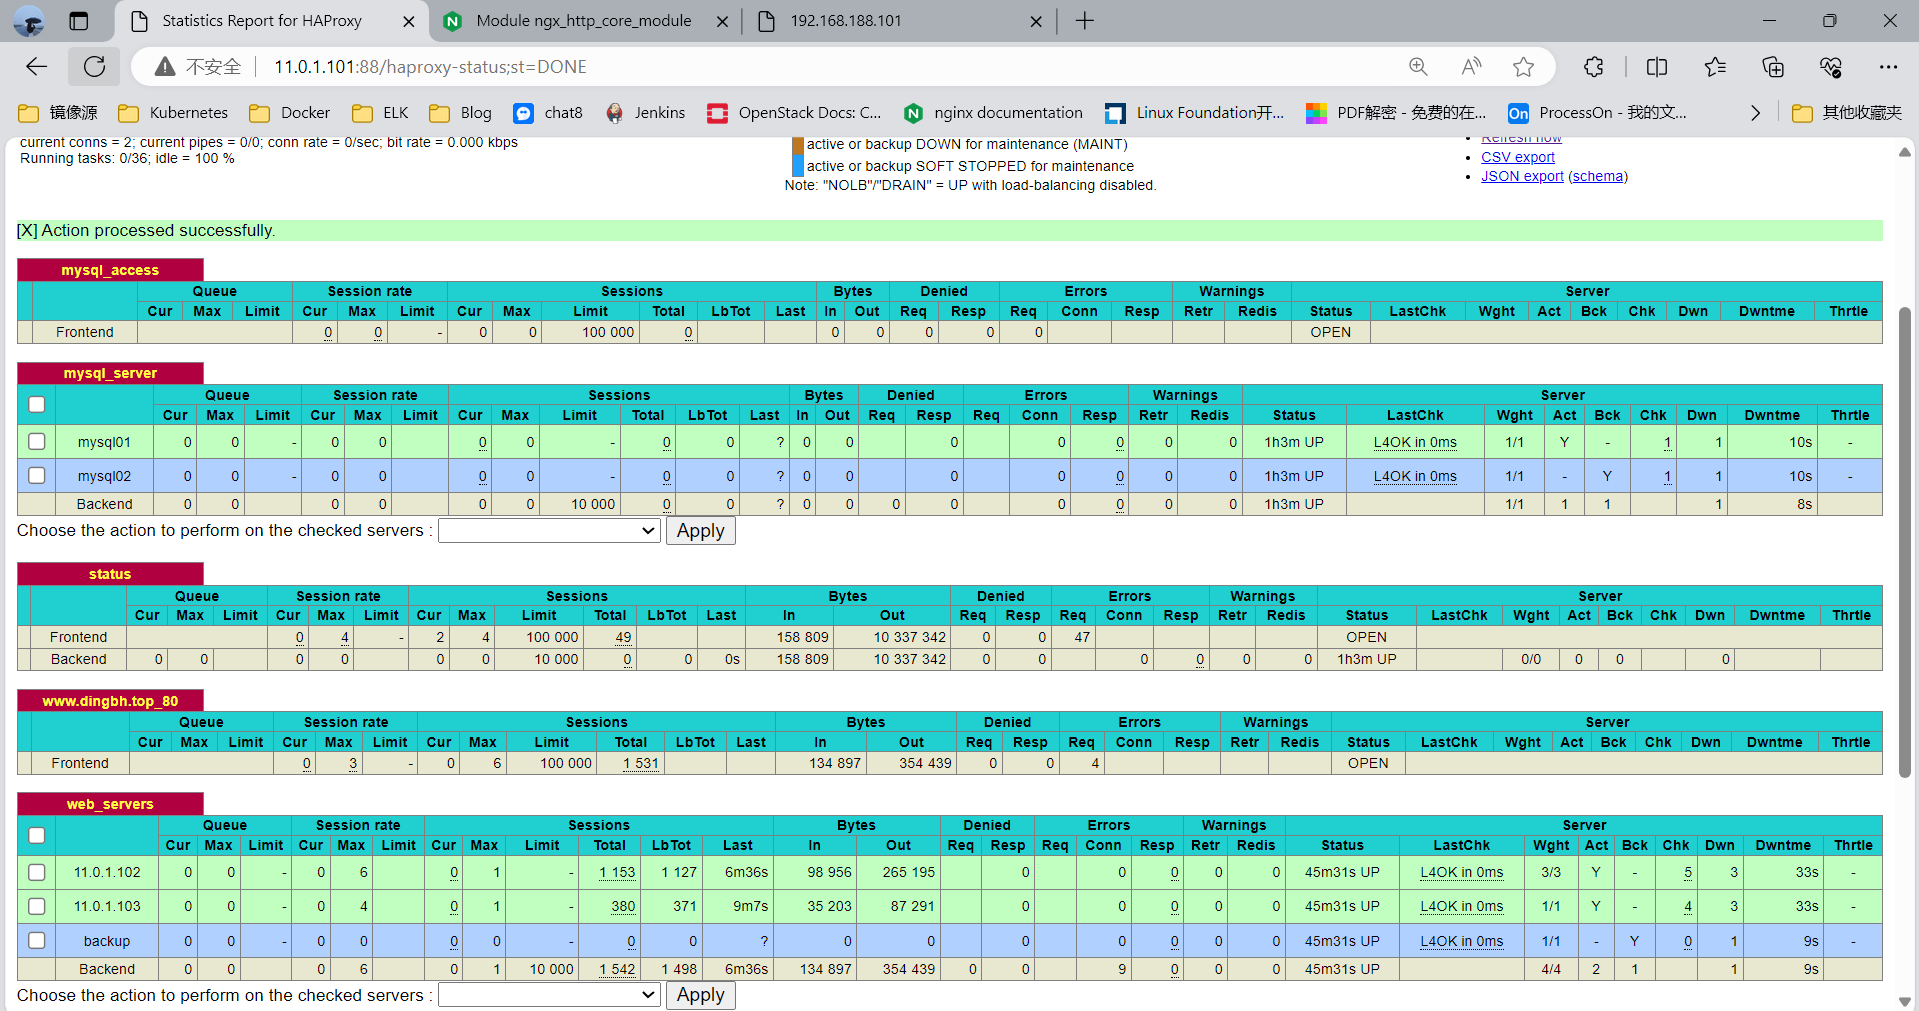 Statistics Report for HAProxy
Module ngx_http_core_module
192.168.188.101
不安全
11.0.1.101:88/haproxy-status;st=DONE
镜像源
Kubernetes
Docker
ELK
Blog
chat8
Jenkins
OpenStack Docs: C...
nginx documentation
Linux Foundation开...
PDF解密 - 免费的在...
On
ProcessOn - 我的文...
其他收藏夹
current conns = 2; current pipes = 0/0; conn rate = 0/sec; bit rate = 0.000 kbps
Running tasks: 0/36; idle = 100 %
active or backup DOWN for maintenance (MAINT)
active or backup SOFT STOPPED for maintenance
Note: "NOLB"/"DRAIN" = UP with load-balancing disabled.
Refresh now
CSV export
JSON export (schema)
[X] Action processed successfully.
mysql_access
Queue Session rate Sessions Bytes Denied Errors Warnings Server
Cur Max Limit Cur Max Limit Cur Max Limit Total LbTot Last In Out Req Resp Req Conn Resp Retr Redis Status LastChk Wght Act Bck Chk Dwn Dwntme Thrtle
Frontend 0 0 - 0 0 100 000 0 0 0 0 0 0 OPEN
mysql_server
Queue Session rate Sessions Bytes Denied Errors Warnings Server
Cur Max Limit Cur Max Limit Cur Max Limit Total LbTot Last In Out Req Resp Req Conn Resp Retr Redis Status LastChk Wght Act Bck Chk Dwn Dwntme Thrtle
mysql01 0 0 - 0 0 0 0 - 0 0 ? 0 0 0 0 0 0 0 1h3m UP L4OK in 0ms 1/1 Y - 1 1 10s -
mysql02 0 0 - 0 0 0 0 - 0 0 ? 0 0 0 0 0 0 0 1h3m UP L4OK in 0ms 1/1 - Y 1 1 10s -
Backend 0 0 0 0 0 0 10 000 0 0 ? 0 0 0 0 0 0 0 0 1h3m UP 1/1 1 1 1 8s
Choose the action to perform on the checked servers : Apply
status
Queue Session rate Sessions Bytes Denied Errors Warnings Server
Cur Max Limit Cur Max Limit Cur Max Limit Total LbTot Last In Out Req Resp Req Conn Resp Retr Redis Status LastChk Wght Act Bck Chk Dwn Dwntme Thrtle
Frontend 0 4 - 2 4 100 000 49 158 809 10 337 342 0 0 47 OPEN
Backend 0 0 0 0 0 0 10 000 0 0 0s 158 809 10 337 342 0 0 0 0 0 0 1h3m UP 0/0 0 0 0
www.dingbh.top_80
Queue Session rate Sessions Bytes Denied Errors Warnings Server
Cur Max Limit Cur Max Limit Cur Max Limit Total LbTot Last In Out Req Resp Req Conn Resp Retr Redis Status LastChk Wght Act Bck Chk Dwn Dwntme Thrtle
Frontend 0 3 - 0 6 100 000 1 531 134 897 354 439 0 0 4 OPEN
web_servers
Queue Session rate Sessions Bytes Denied Errors Warnings Server
Cur Max Limit Cur Max Limit Cur Max Limit Total LbTot Last In Out Req Resp Req Conn Resp Retr Redis Status LastChk Wght Act Bck Chk Dwn Dwntme Thrtle
11.0.1.102 0 0 - 0 6 0 1 - 1 153 1 127 6m36s 98 956 265 195 0 0 0 0 0 45m31s UP L4OK in 0ms 3/3 Y - 5 3 33s -
11.0.1.103 0 0 - 0 4 0 1 - 380 371 9m7s 35 203 87 291 0 0 0 0 0 45m31s UP L4OK in 0ms 1/1 Y - 4 3 33s -
backup 0 0 - 0 0 0 0 - 0 0 ? 0 0 0 0 0 0 0 45m31s UP L4OK in 0ms 1/1 - Y 0 1 9s -
Backend 0 0 0 6 0 1 10 000 1 542 1 498 6m36s 134 897 354 439 0 0 9 0 0 0 45m31s UP 4/4 2 1 1 9s
Choose the action to perform on the checked servers : Apply